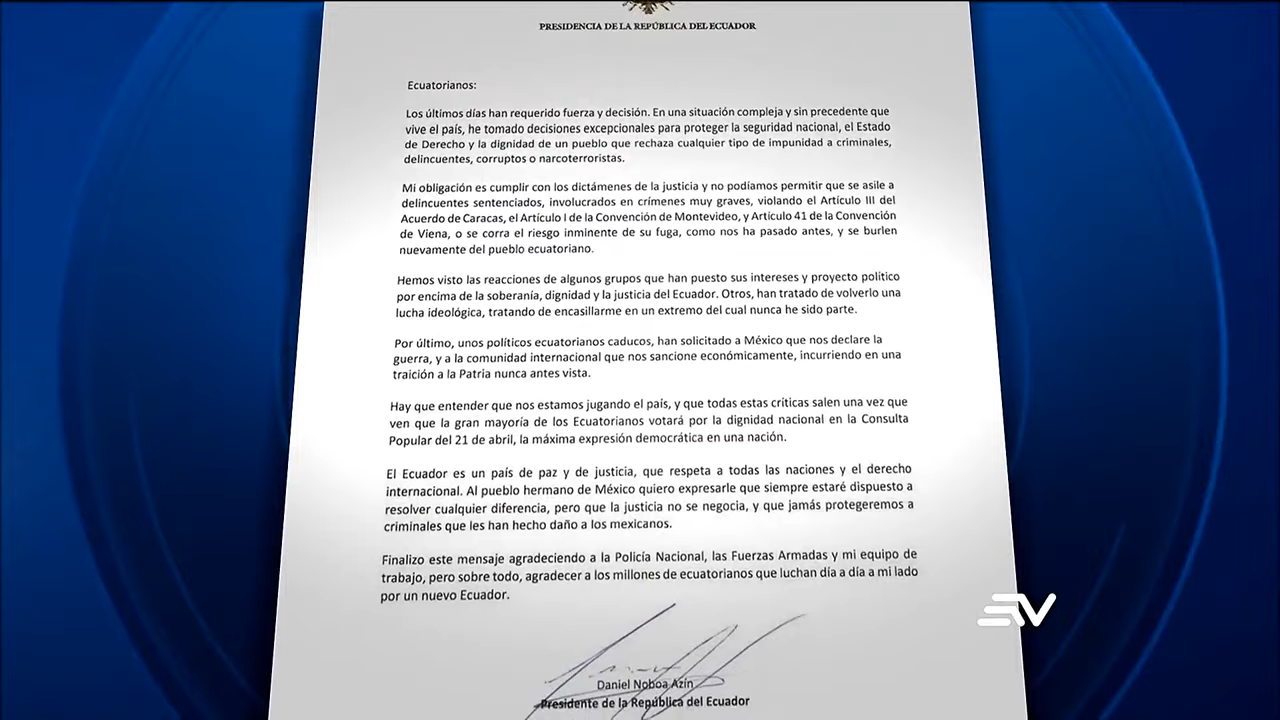 PRESIDENCIA DE LA REPÚBLICA DEL ECUADOR
Ecuatorianos:
Los últimos días han requerido fuerza y decisión. En una situación compleja y sin precedente que
vive el país, he tomado decisiones excepcionales para proteger la seguridad nacional, el Estado
de Derecho y la dignidad de un pueblo que rechaza cualquier tipo de impunidad a criminales,
delincuentes, corruptos o narcoterroristas.
Mi obligación es cumplir con los dictámenes de la justicia y no podíamos permitir que se asile a
delincuentes sentenciados, involucrados en crímenes muy graves, violando el Artículo III del
Acuerdo de Caracas, el Artículo I de la Convención de Montevideo, y Artículo 41 de la Convención
de Viena, o se corra el riesgo inminente de su fuga, como nos ha pasado antes, y se burlen
nuevamente del pueblo ecuatoriano.
Hemos visto las reacciones de algunos grupos que han puesto sus intereses y proyecto político
por encima de la soberanía, dignidad y la justicia del Ecuador. Otros, han tratado de volverlo una
lucha ideológica, tratando de encasillarme en un extremo del cual nunca he sido parte.
Por último, unos políticos ecuatorianos caducos, han solicitado a México que nos declare la
guerra, y a la comunidad internacional que nos sancione económicamente, incurriendo en una
traición a la Patria nunca antes vista.
Hay que entender que nos estamos jugando el país, y que todas estas criticas salen una vez que
ven que la gran mayoría de los Ecuatorianos votará por la dignidad nacional en la Consulta
Popular del 21 de abril, la máxima expresión democrática en una nación.
El Ecuador es un país de paz y de justicia, que respeta a todas las naciones y el derecho
internacional. Al pueblo hermano de México quiero expresarle que siempre estaré dispuesto a
resolver cualquier diferencia, pero que la justicia no se negocia, y que jamás protegeremos a
criminales que les han hecho daño a los mexicanos.
Finalizo este mensaje agradeciendo a la Policía Nacional, las Fuerzas Armadas y mi equipo de
trabajo, pero sobre todo, agradecer a los millones de ecuatorianos que luchan día a día a mi lado
por un nuevo Ecuador.
Daniel Noboa Azín
Presidente de la República del Ecuador